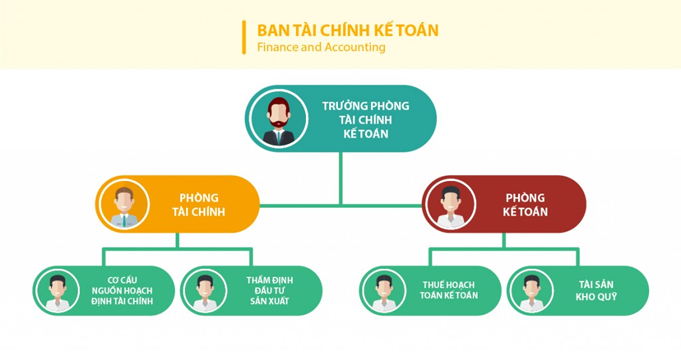 BAN TÀI CHÍNH KẾ TOÁN
Finance and Accounting
TRƯỞNG PHÒNG
TÀI CHÍNH
KẾ TOÁN
PHÒNG
TÀI CHÍNH
PHÒNG
KẾ TOÁN
CƠ CẤU
NGUỒN HOẠCH
ĐỊNH TÀI CHÍNH
THẨM ĐỊNH
ĐẦU TƯ
SẢN XUẤT
THUẾ HOẠCH
TOÁN KẾ TOÁN
TÀI SẢN
KHO QUỸ